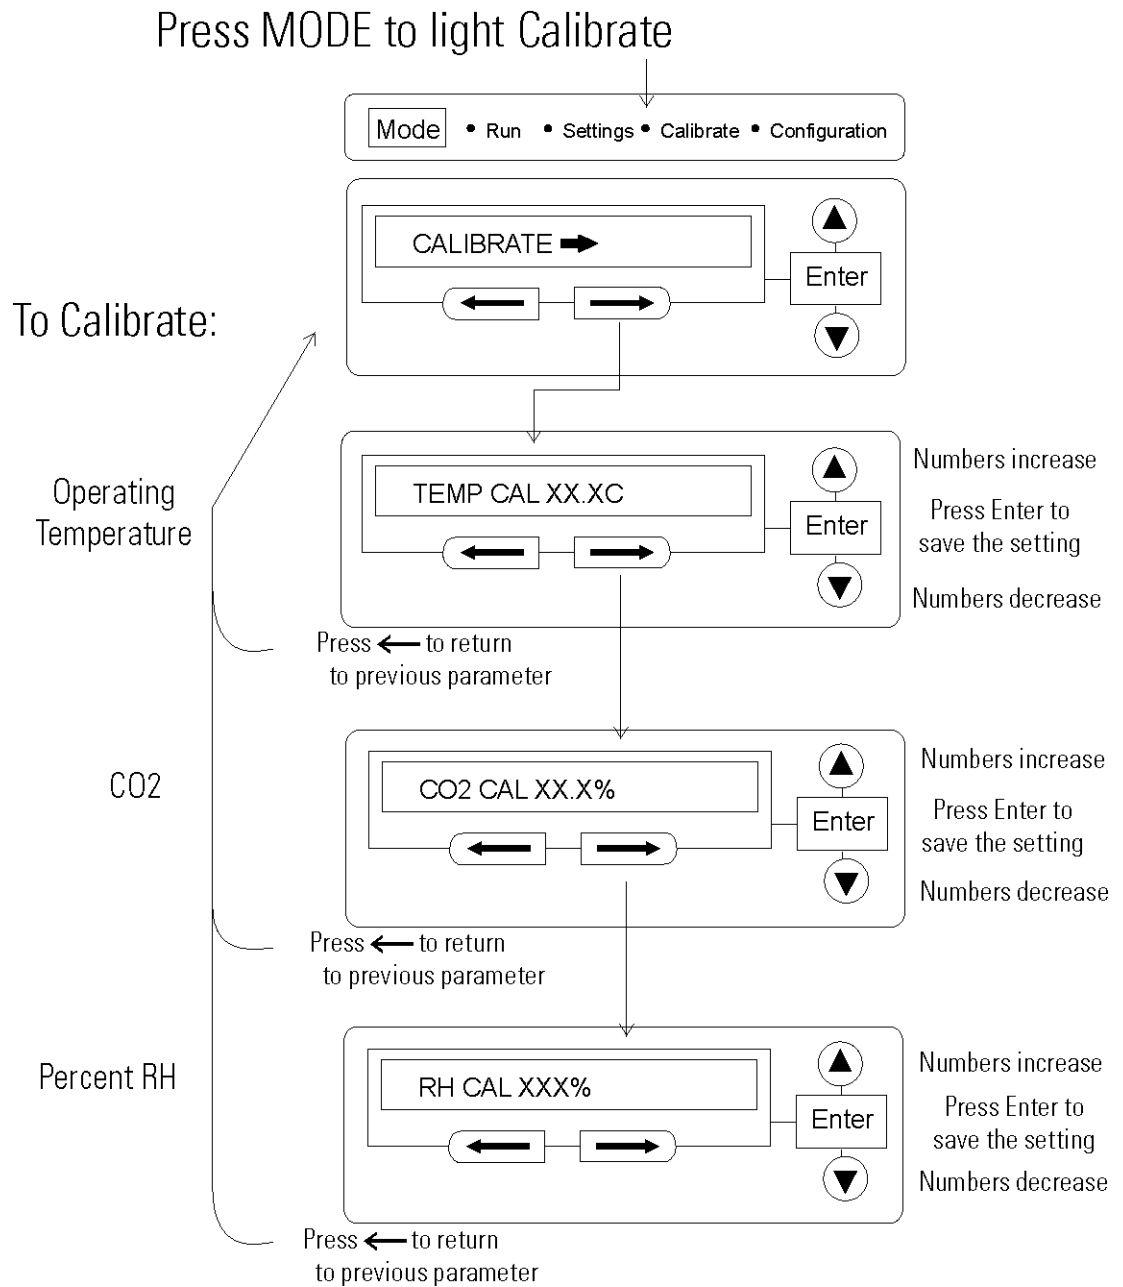 Press MODE to light Calibrate
Mode • Run • Settings • Calibrate • Configuration
CALIBRATE ➡
Enter
To Calibrate:
Operating
Temperature
TEMP CAL XX.XC
Enter
Numbers increase
Press Enter to
save the setting
Numbers decrease
Press ← to return
to previous parameter
CO2
CO2 CAL XX.X%
Enter
Numbers increase
Press Enter to
save the setting
Numbers decrease
Press ← to return
to previous parameter
Percent RH
RH CAL XXX%
Enter
Numbers increase
Press Enter to
save the setting
Numbers decrease
Press ← to return
to previous parameter